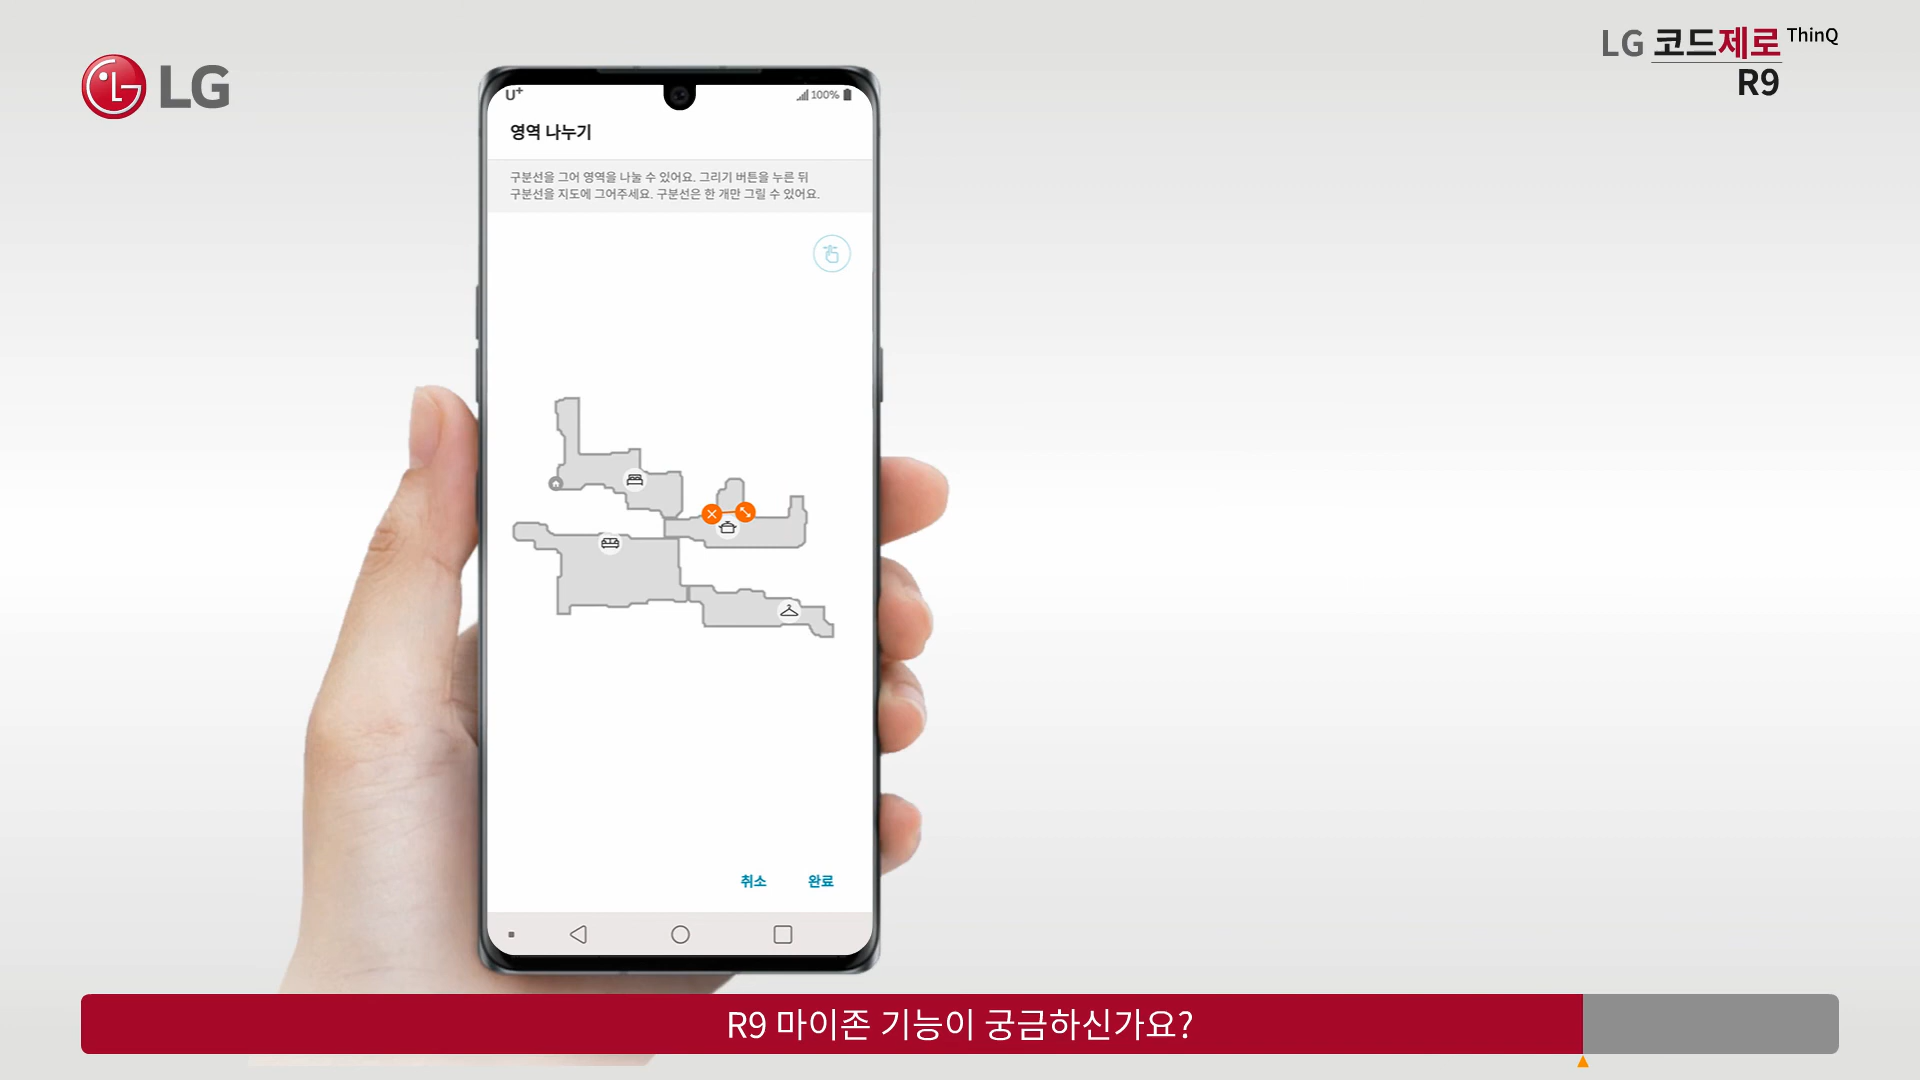 LG
LG 코드제로 ThinQ
R9
U+
100%
영역 나누기
구분선을 그어 영역을 나눌 수 있어요. 그리기 버튼을 누른 뒤
구분선을 지도에 그어주세요. 구분선은 한 개만 그릴 수 있어요.
취소
완료
R9 마이존 기능이 궁금하신가요?